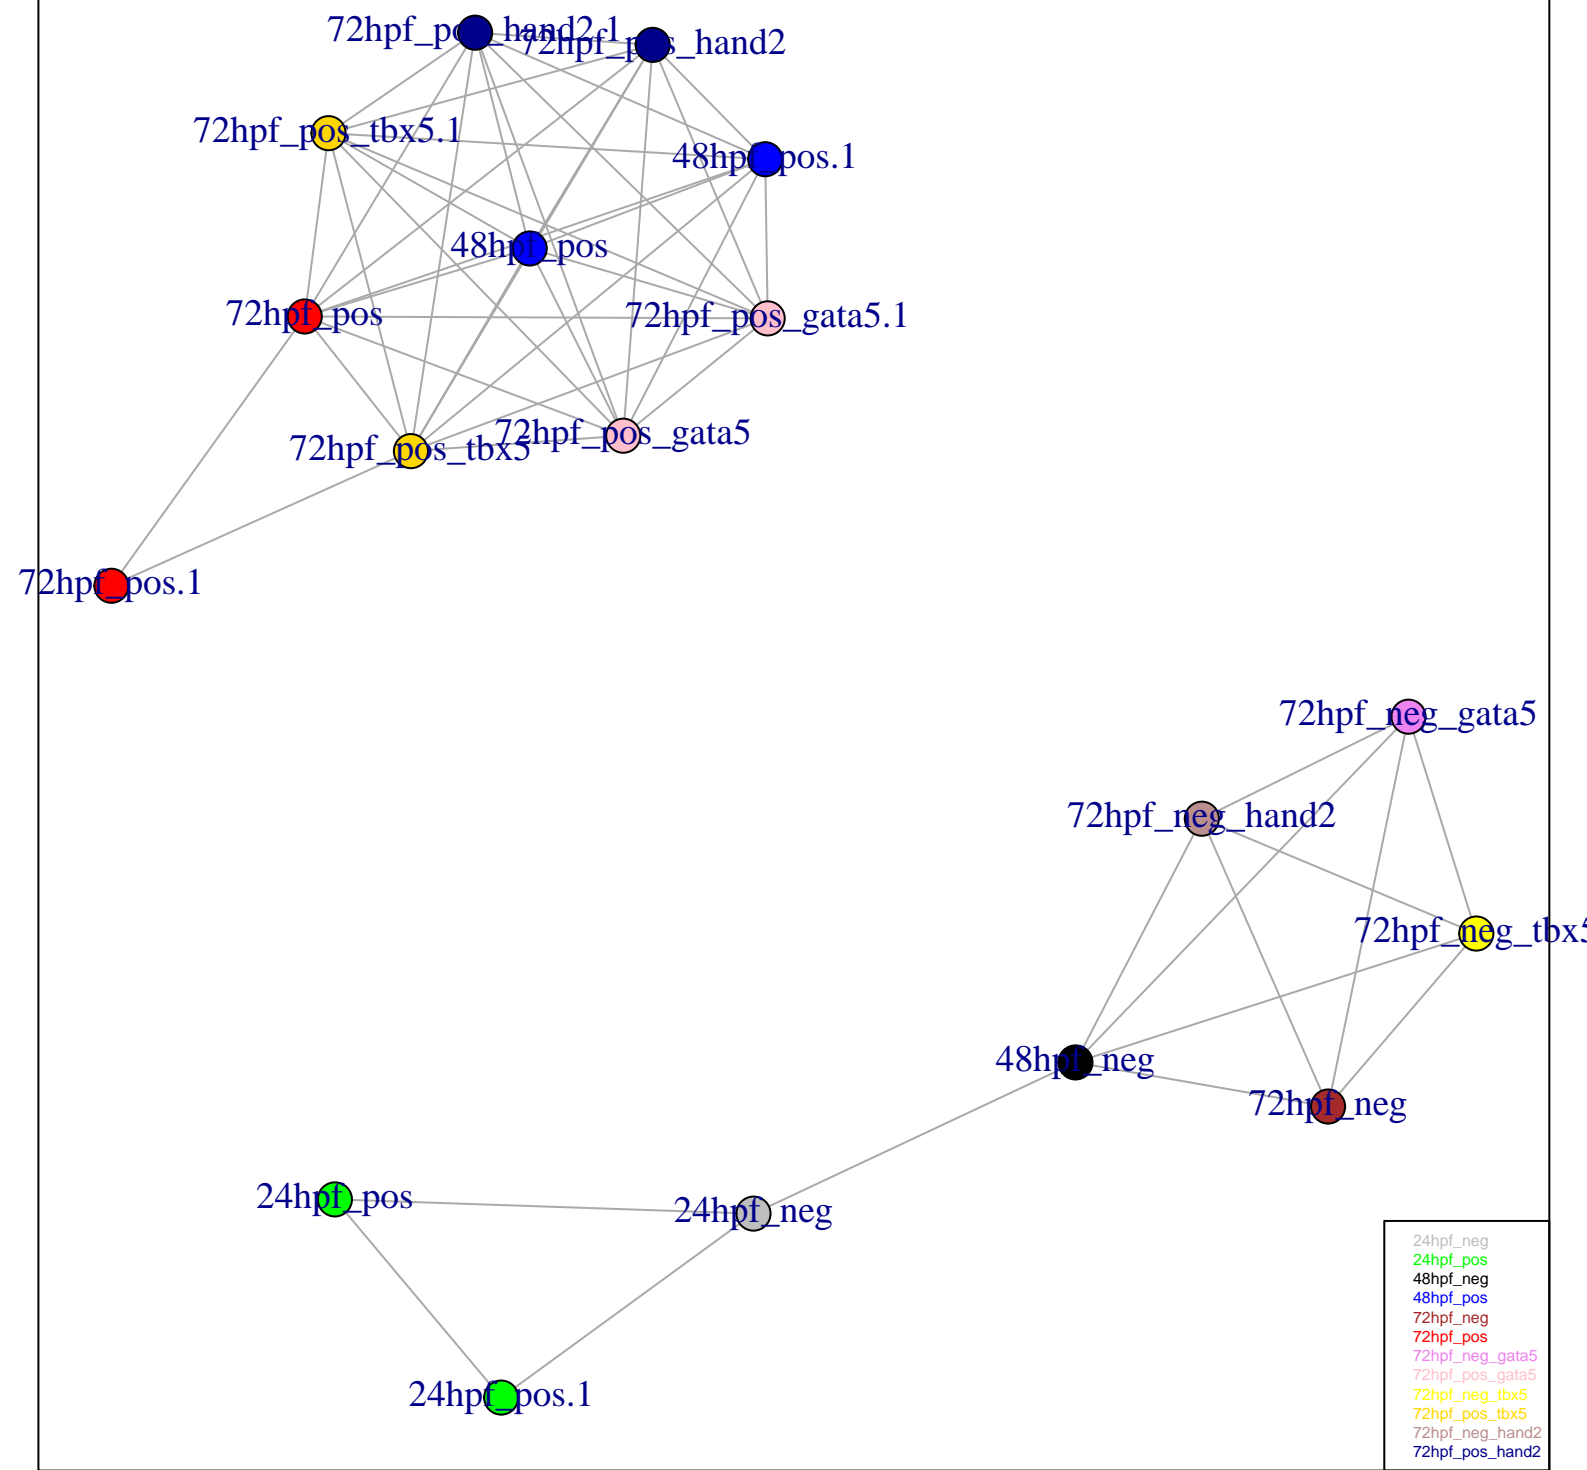 72hpf_pos_hand2.1
72hpf_pos_hand2
72hpf_pos_tbx5.1
48hpf_pos.1
48hpf_pos
72hpf_pos
72hpf_pos_gata5.1
72hpf_pos_tbx5
72hpf_pos_gata5
72hpf_pos.1
72hpf_neg_gata5
72hpf_neg_hand2
72hpf_neg_tbx5
48hpf_neg
72hpf_neg
24hpf_pos
24hpf_neg
24hpf_pos.1
24hpf_neg
24hpf_pos
48hpf_neg
48hpf_pos
72hpf_neg
72hpf_pos
72hpf_neg_gata5
72hpf_pos_gata5
72hpf_neg_tbx5
72hpf_pos_tbx5
72hpf_neg_hand2
72hpf_pos_hand2